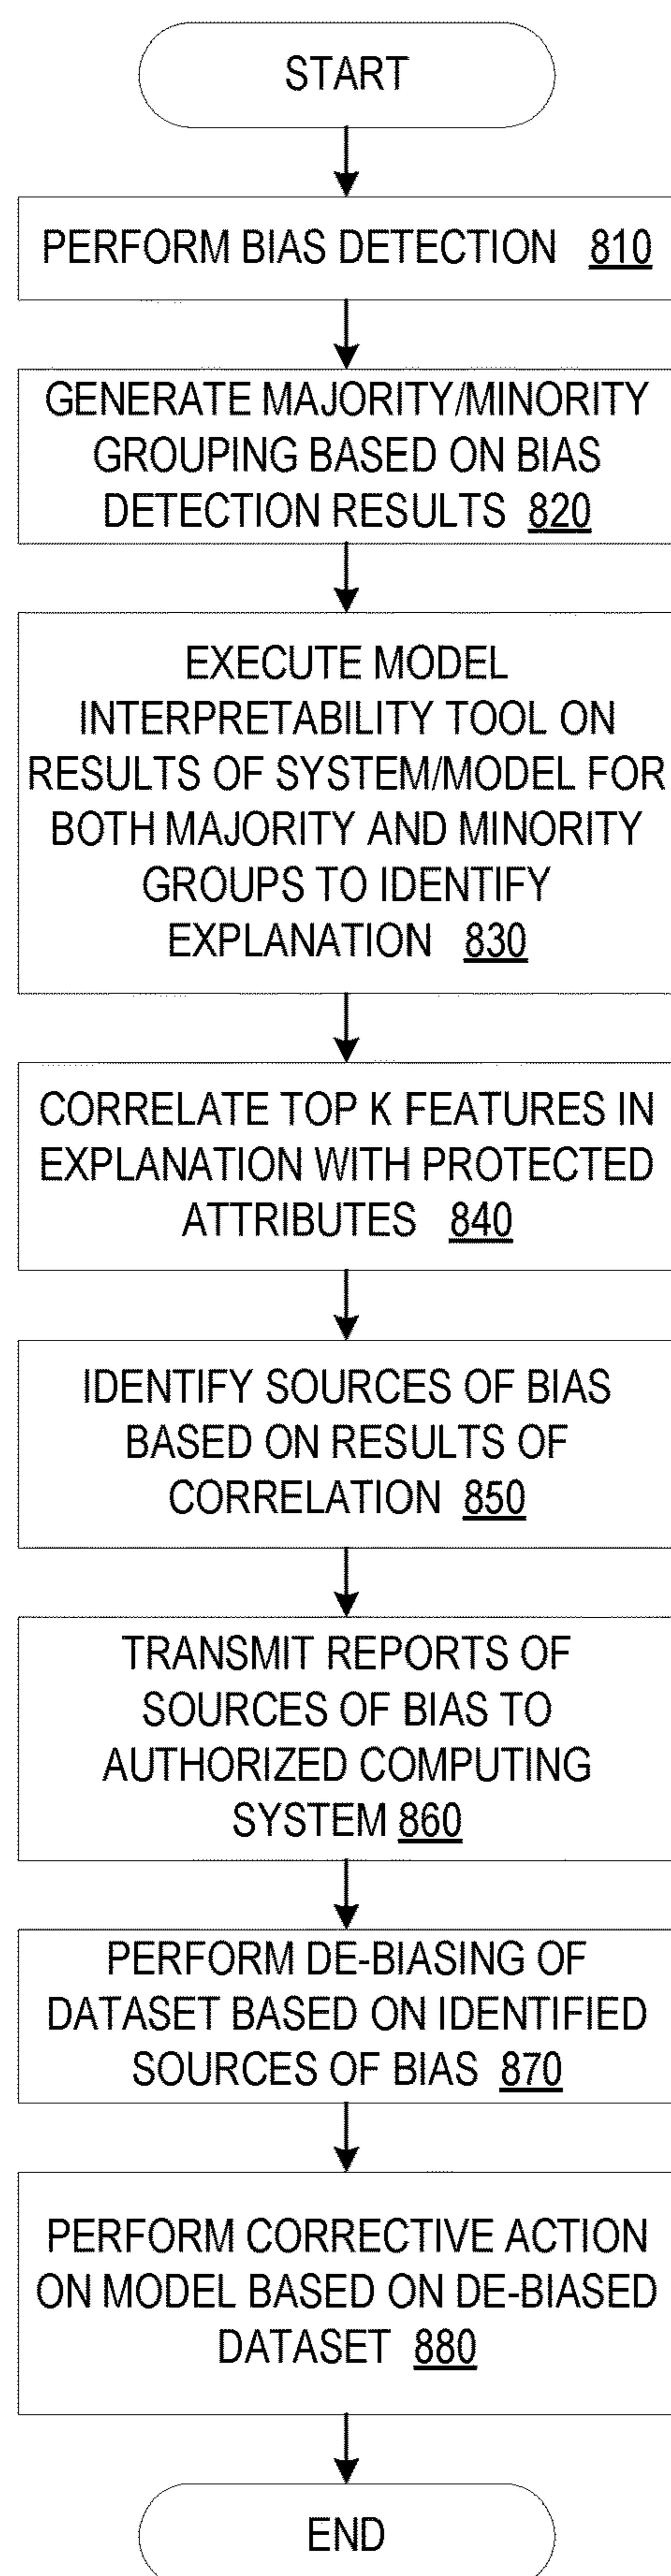 START
PERFORM BIAS DETECTION 810
GENERATE MAJORITY/MINORITY
GROUPING BASED ON BIAS
DETECTION RESULTS 820
EXECUTE MODEL
INTERPRETABILITY TOOL ON
RESULTS OF SYSTEM/MODEL FOR
BOTH MAJORITY AND MINORITY
GROUPS TO IDENTIFY
EXPLANATION 830
CORRELATE TOP K FEATURES IN
EXPLANATION WITH PROTECTED
ATTRIBUTES 840
IDENTIFY SOURCES OF BIAS
BASED ON RESULTS OF
CORRELATION 850
TRANSMIT REPORTS OF
SOURCES OF BIAS TO
AUTHORIZED COMPUTING
SYSTEM 860
PERFORM DE-BIASING OF
DATASET BASED ON IDENTIFIED
SOURCES OF BIAS 870
PERFORM CORRECTIVE ACTION
ON MODEL BASED ON DE-BIASED
DATASET 880
END